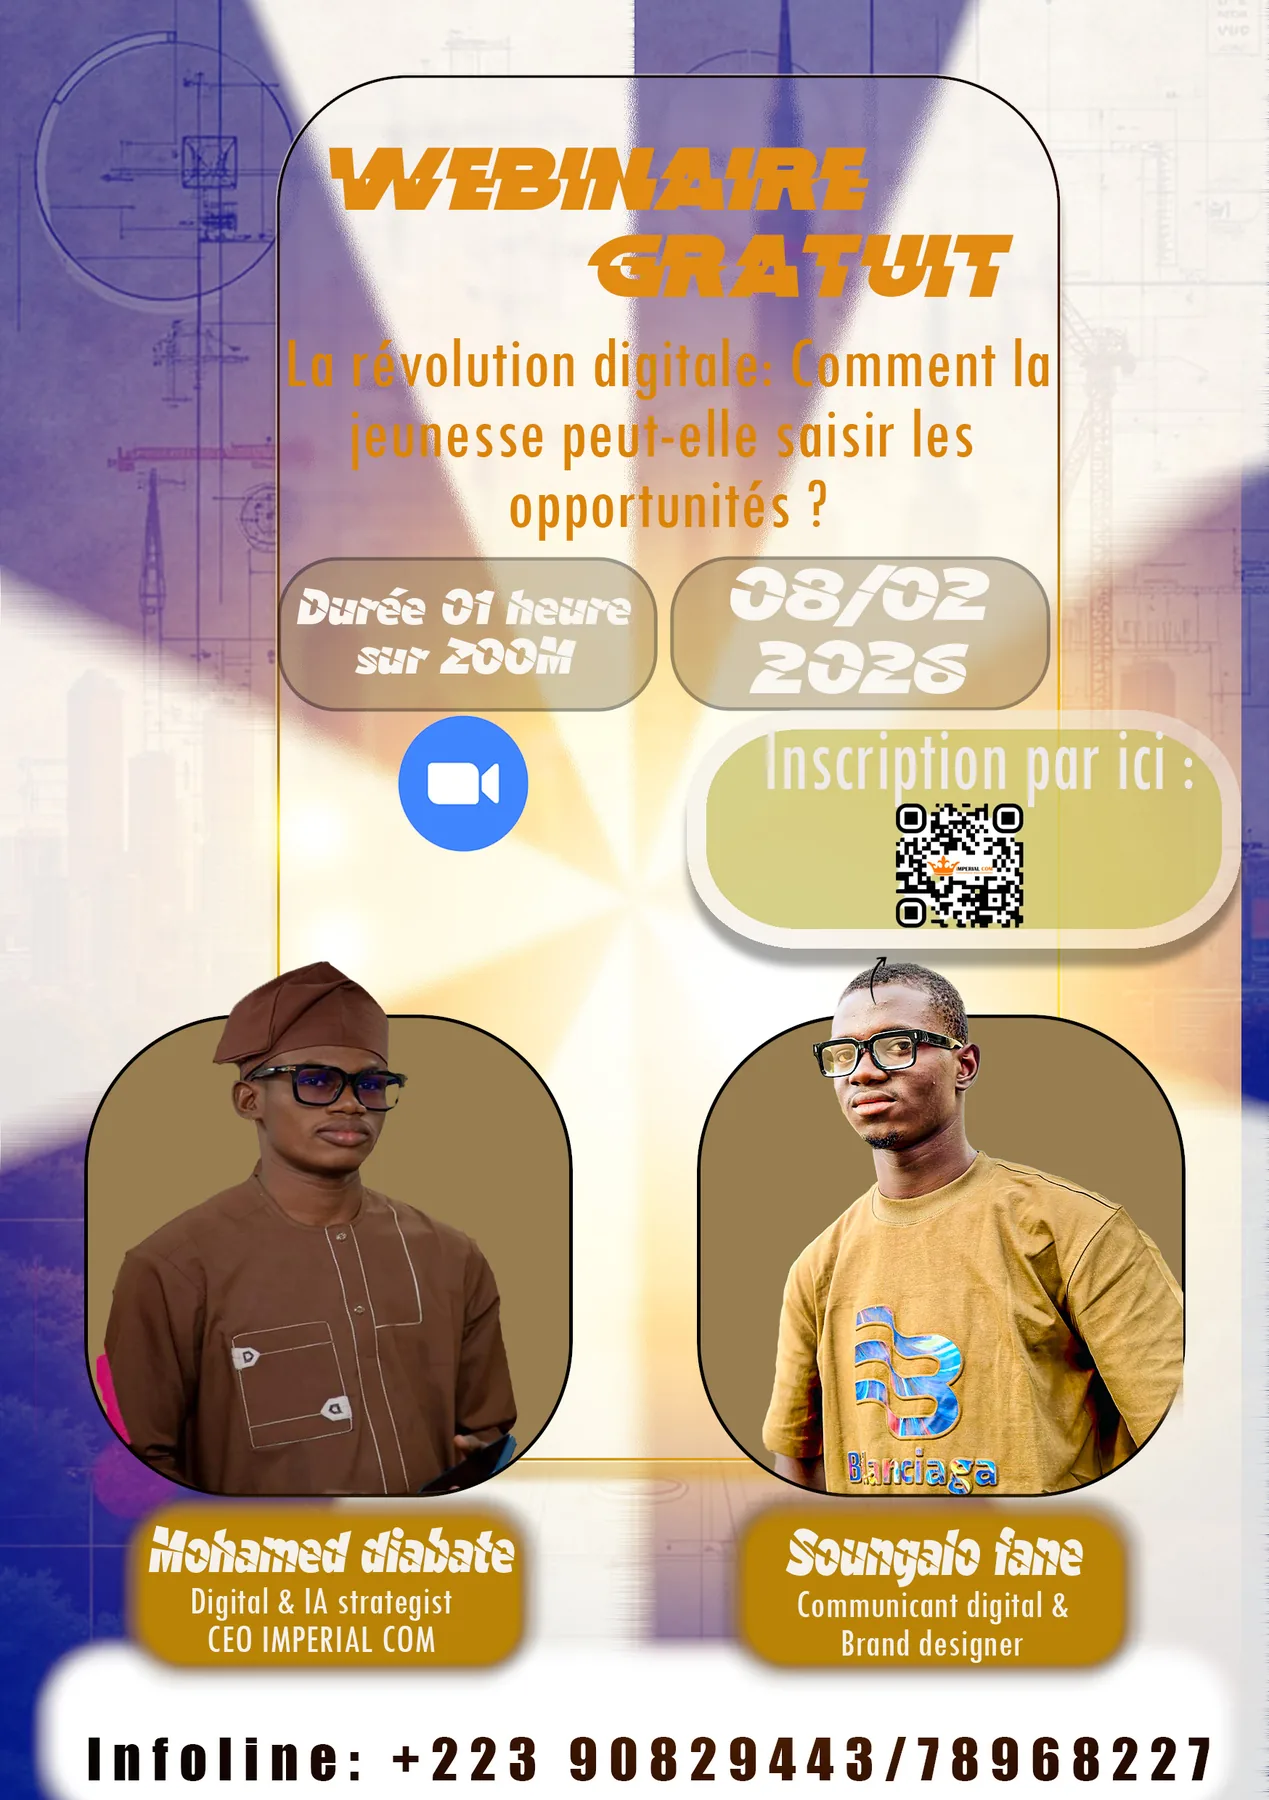 WEBINAIRE
GRATUIT
La révolution digitale: Comment la
jeunesse peut-elle saisir les
opportunités ?
Durée 01 heure
sur ZOOM
08/02
2026
Inscription par ici :
IMPERIAL COM
B
Blanciaga
Mohamed diabate
Digital & IA strategist
CEO IMPERIAL COM
Soungalo fane
Communicant digital &
Brand designer
Infoline: +223 90829443/78968227